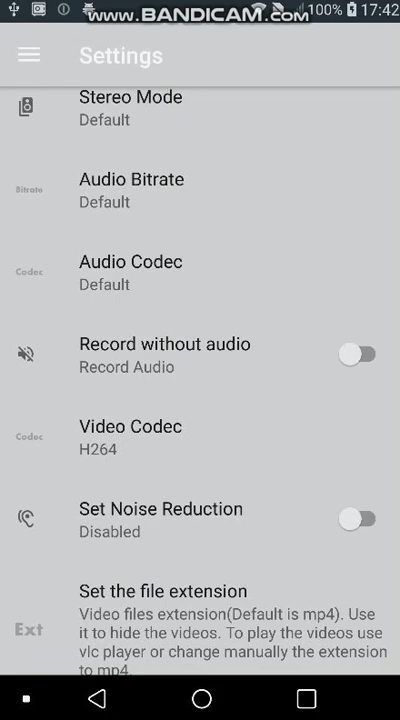 www.BANDICAM.com
100% 17:42
Settings
Stereo Mode
Default
Bitrate
Audio Bitrate
Default
Codec
Audio Codec
Default
Record without audio
Record Audio
Codec
Video Codec
H264
Set Noise Reduction
Disabled
Set the file extension
Ext
Video files extension(Default is mp4). Use
it to hide the videos. To play the videos use
vlc player or change manually the extension
to mp4.